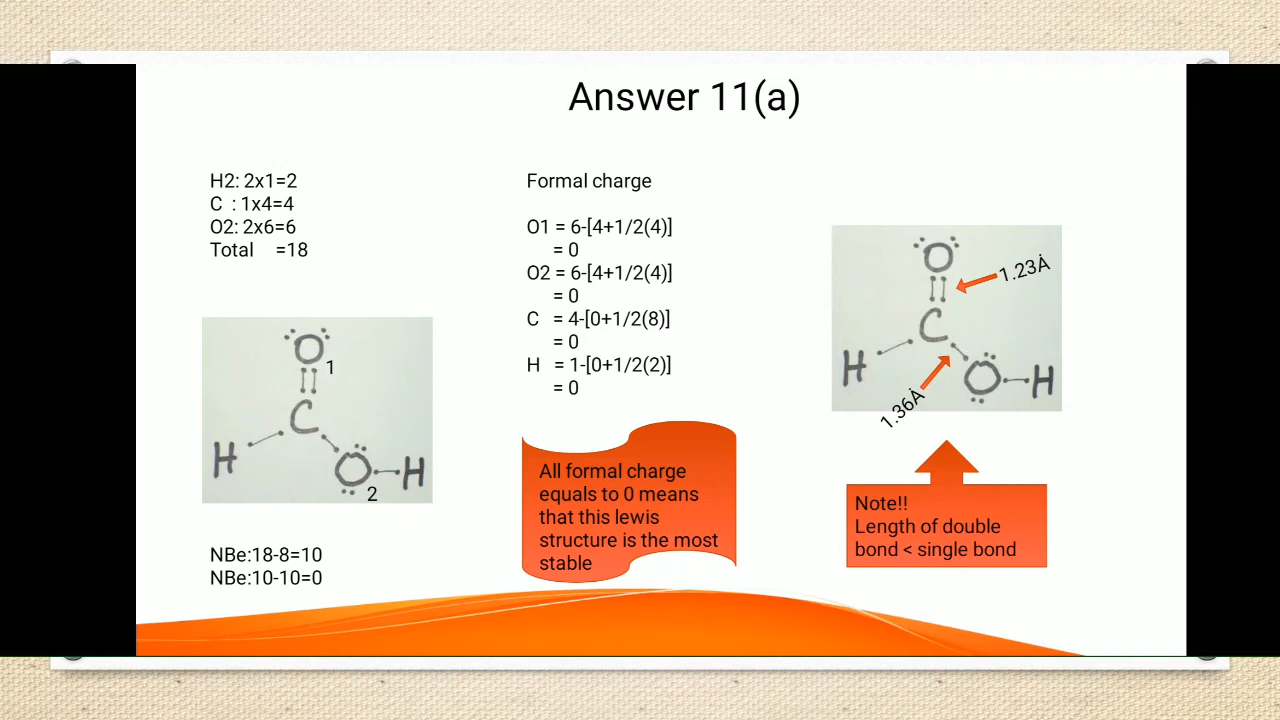 Answer 11(a)
H2: 2x1=2
C : 1x4=4
O2: 2x6=6
Total =18
O
1
C
H
O
H
2
NBe:18-8=10
NBe:10-10=0
Formal charge
O1 = 6-[4+1/2(4)]
= 0
O2 = 6-[4+1/2(4)]
= 0
C = 4-[0+1/2(8)]
= 0
H = 1-[0+1/2(2)]
= 0
All formal charge
equals to 0 means
that this lewis
structure is the most
stable
O
1.23Å
C
H
O
H
1.36Å
Note!!
Length of double
bond < single bond